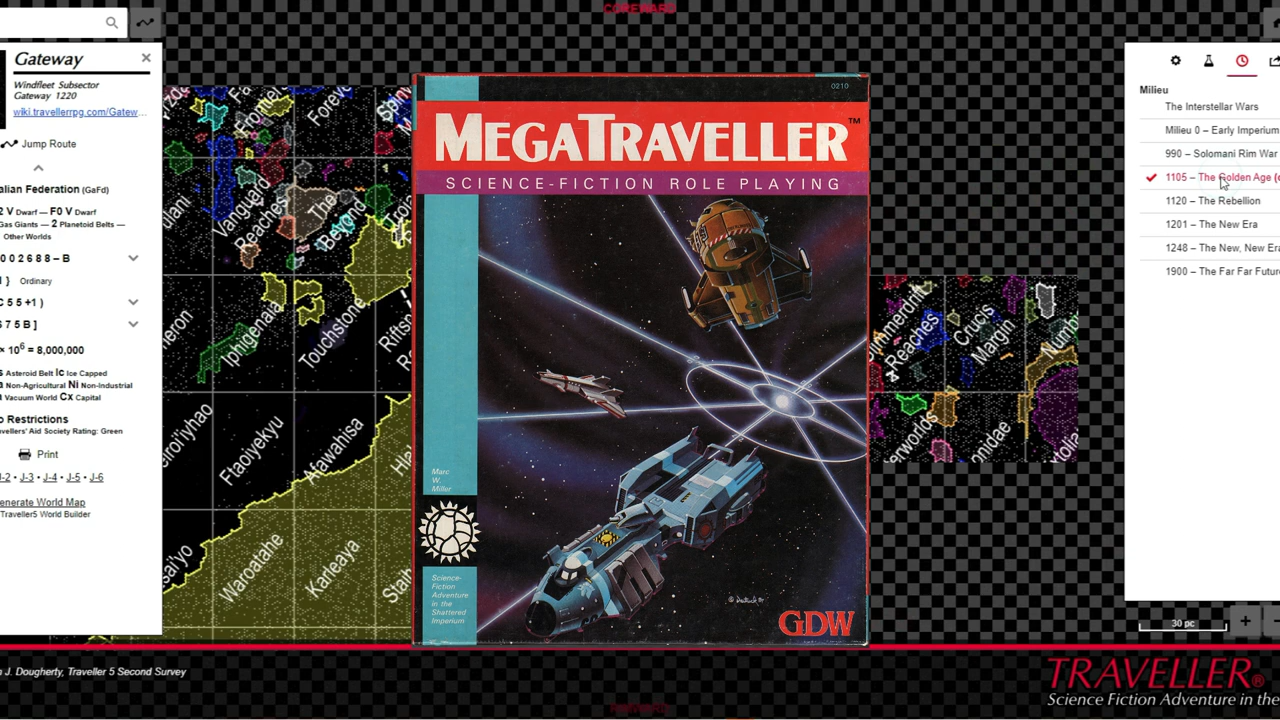 COREWARD
Gateway
Windfleet Subsector
Gateway 1220
wiki.travellerrpg.com/Gatew...
Jump Route
alian Federation (GaFd)
2 V Dwarf — F0 V Dwarf
Gas Giants — 2 Planetoid Belts —
Other Worlds
0 0 2 6 8 8 – B
Ordinary
C 5 5 +1 )
6 7 5 B ]
× 10⁶ = 8,000,000
s Asteroid Belt Ic Ice Capped
a Non-Agricultural Ni Non-Industrial
a Vacuum World Cx Capital
o Restrictions
avellers' Aid Society Rating: Green
Print
J-2 • J-3 • J-4 • J-5 • J-6
enerate World Map
Traveller5 World Builder
n J. Dougherty, Traveller 5 Second Survey
Vanguard
Reaches
The
Beyond
Iphigenaia
Touchstone
Riftsp
Ftaoiyekyu
Afawahisa
Waroatahe
Karleaya
0210
MEGATRAVELLER™
SCIENCE-FICTION ROLE PLAYING
Marc
W.
Miller
Science-
Fiction
Adventure
in the
Shattered
Imperium
GDW
Reaches
Crucis
Margin
Milieu
The Interstellar Wars
Milieu 0 – Early Imperium
990 – Solomani Rim War
1105 – The Golden Age (
1120 – The Rebellion
1201 – The New Era
1248 – The New, New Era
1900 – The Far Far Future
30 pc
+
TRAVELLER®
Science Fiction Adventure in the